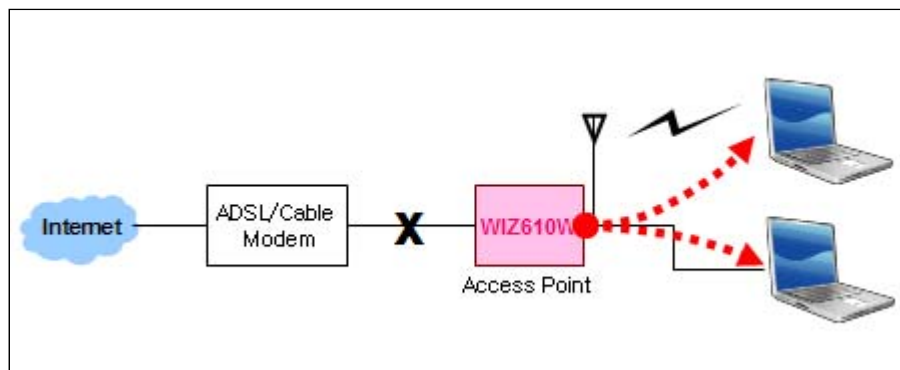 Internet
ADSL/Cable
Modem
X
WIZ610W
Access Point